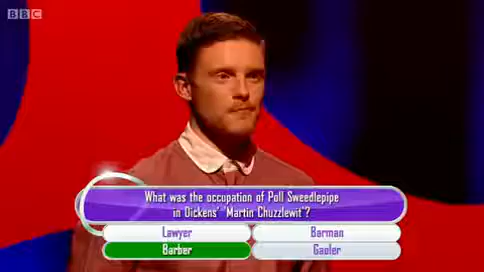 BBC
What was the occupation of Poll Sweedlepipe
in Dickens' 'Martin Chuzzlewit'?
Lawyer Barman
Barber Gaoler